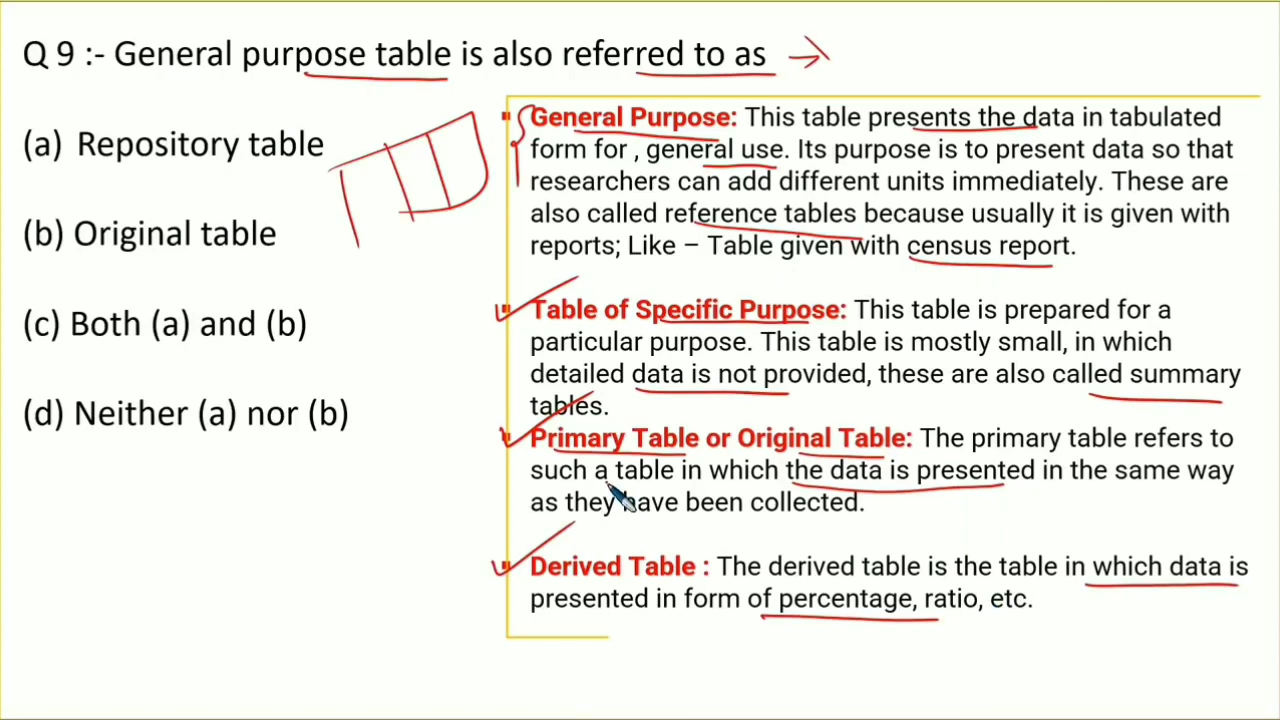 Q 9 :- General purpose table is also referred to as
(a) Repository table
(b) Original table
(c) Both (a) and (b)
(d) Neither (a) nor (b)
General Purpose: This table presents the data in tabulated
form for , general use. Its purpose is to present data so that
researchers can add different units immediately. These are
also called reference tables because usually it is given with
reports; Like – Table given with census report.
Table of Specific Purpose: This table is prepared for a
particular purpose. This table is mostly small, in which
detailed data is not provided, these are also called summary
tables.
Primary Table or Original Table: The primary table refers to
such a table in which the data is presented in the same way
as they have been collected.
Derived Table : The derived table is the table in which data is
presented in form of percentage, ratio, etc.